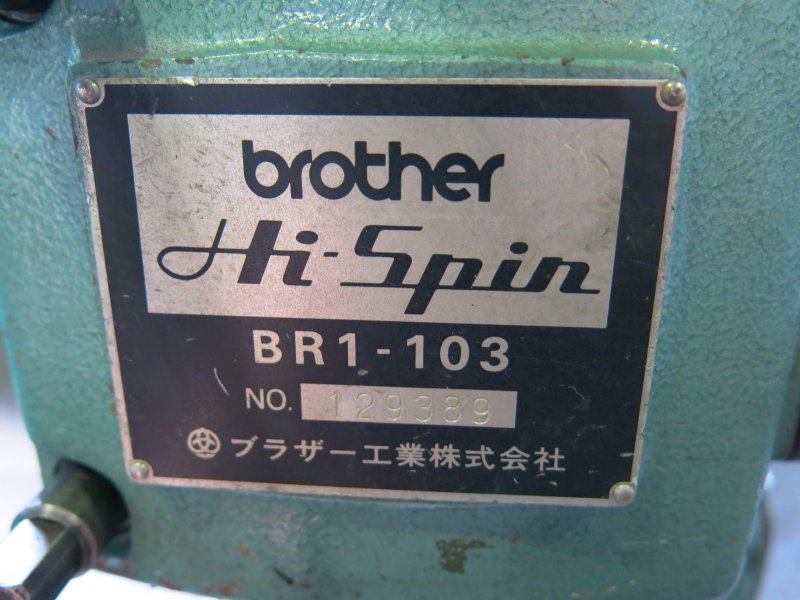 brother
Hi-Spin
BR1-103
NO. 129389
ブラザー工業株式会社